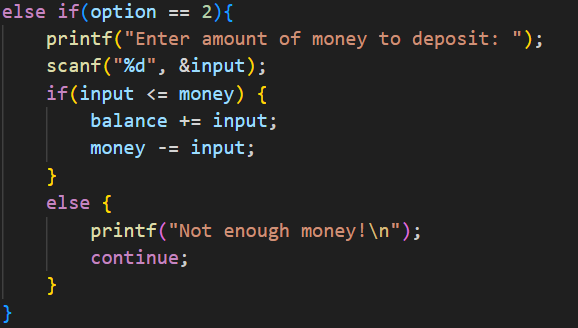 else if(option == 2){
    printf("Enter amount of money to deposit: ");
    scanf("%d", &input);
    if(input <= money) {
        balance += input;
        money -= input;
    }
    else {
        printf("Not enough money!\n");
        continue;
    }
}